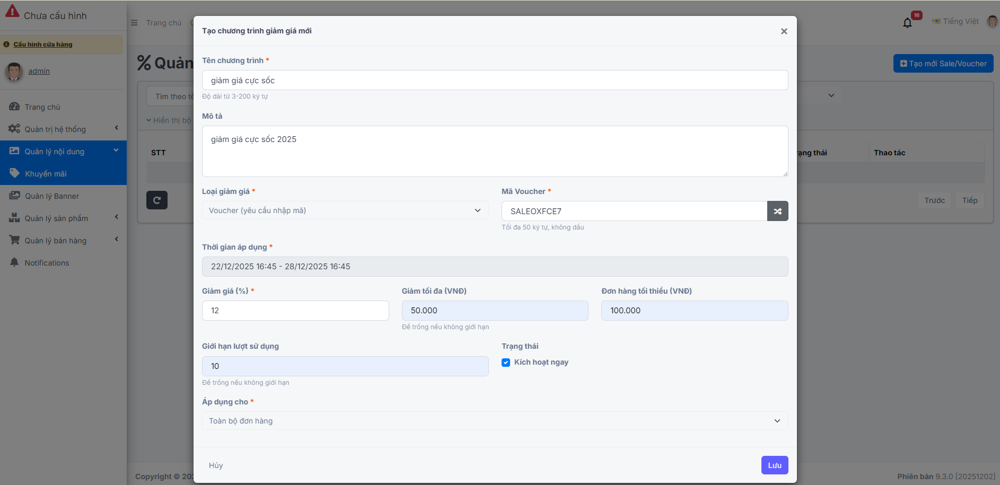 Chưa cấu hình
Cấu hình cửa hàng
admin
Trang chủ
Quản trị hệ thống
Quản lý nội dung
Khuyến mãi
Quản lý Banner
Quản lý sản phẩm
Quản lý bán hàng
Notifications
Trang chủ
16
Tiếng Việt
% Quản
Tạo mới Sale/Voucher
Tìm theo
Hiển thị bộ
STT
Thao tác
Trước
Tiếp
Tạo chương trình giảm giá mới
Tên chương trình *
giảm giá cực sốc
Độ dài từ 3-200 ký tự
Mô tả
giảm giá cực sốc 2025
Loại giảm giá *
Voucher (yêu cầu nhập mã)
Mã Voucher *
SALEOXFCE7
Tối đa 50 ký tự, không dấu
Thời gian áp dụng *
22/12/2025 16:45 - 28/12/2025 16:45
Giảm giá (%) *
12
Giảm tối đa (VNĐ)
50.000
Để trống nếu không giới hạn
Đơn hàng tối thiểu (VNĐ)
100.000
Giới hạn lượt sử dụng
10
Để trống nếu không giới hạn
Trạng thái
Kích hoạt ngay
Áp dụng cho *
Toàn bộ đơn hàng
Hủy
Lưu
Copyright ©
Phiên bản 9.3.0 [20251202]